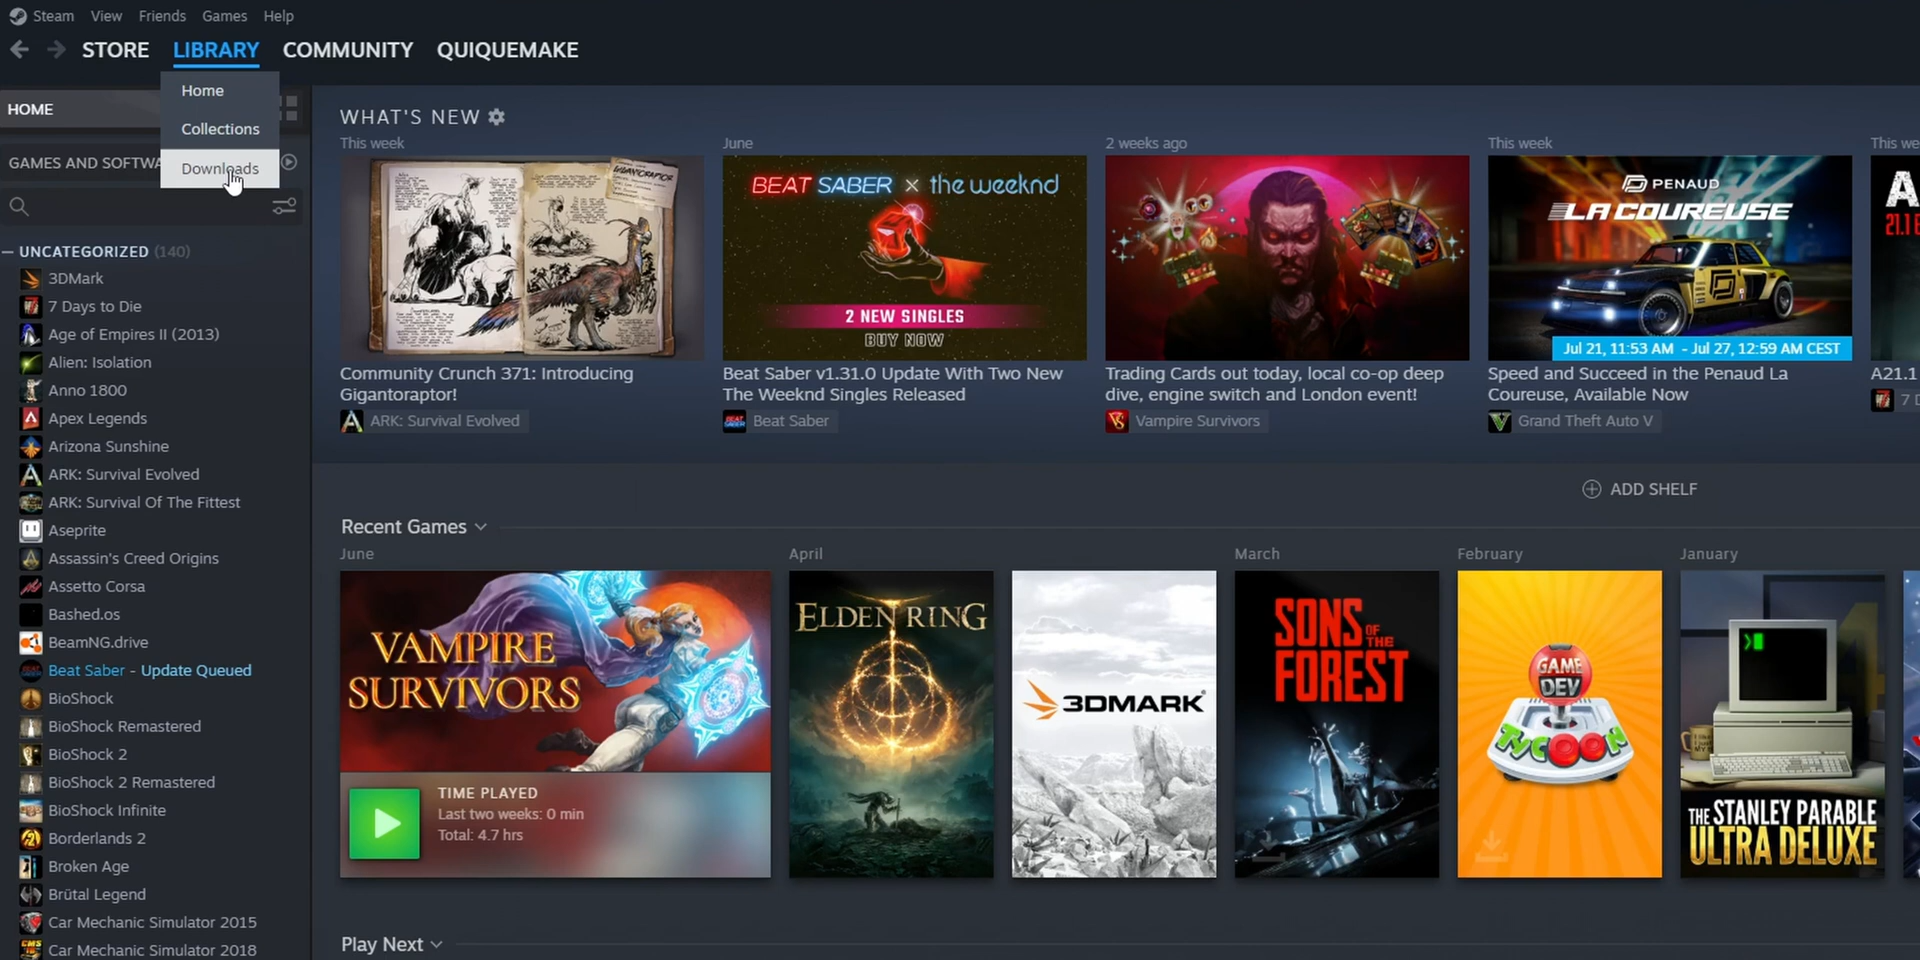 Steam View Friends Games Help
STORE LIBRARY COMMUNITY QUIQUEMAKE
Home
Collections
Downloads
HOME
GAMES AND SOFTWA
UNCATEGORIZED (140)
3DMark
7 Days to Die
Age of Empires II (2013)
Alien: Isolation
Anno 1800
Apex Legends
Arizona Sunshine
ARK: Survival Evolved
ARK: Survival Of The Fittest
Aseprite
Assassin's Creed Origins
Assetto Corsa
Bashed.os
BeamNG.drive
Beat Saber - Update Queued
BioShock
BioShock Remastered
BioShock 2
BioShock 2 Remastered
BioShock Infinite
Borderlands 2
Broken Age
Brütal Legend
Car Mechanic Simulator 2015
Car Mechanic Simulator 2018
WHAT'S NEW
This week
GIGANTORAPTOR
Community Crunch 371: Introducing
Gigantoraptor!
ARK: Survival Evolved
June
BEAT SABER x the weeknd
2 NEW SINGLES
BUY NOW
Beat Saber v1.31.0 Update With Two New
The Weeknd Singles Released
Beat Saber
2 weeks ago
Trading Cards out today, local co-op deep
dive, engine switch and London event!
Vampire Survivors
This week
PENAUD
LA COUREUSE
Jul 21, 11:53 AM - Jul 27, 12:59 AM CEST
Speed and Succeed in the Penaud La
Coureuse, Available Now
Grand Theft Auto V
This we
A
21.1
A21.1
7 D
ADD SHELF
Recent Games
June
VAMPIRE
SURVIVORS
TIME PLAYED
Last two weeks: 0 min
Total: 4.7 hrs
April
ELDEN RING
3DMARK
March
SONS
OF THE
FOREST
February
GAME
DEV
TYCOON
January
THE STANLEY PARABLE
ULTRA DELUXE
Play Next